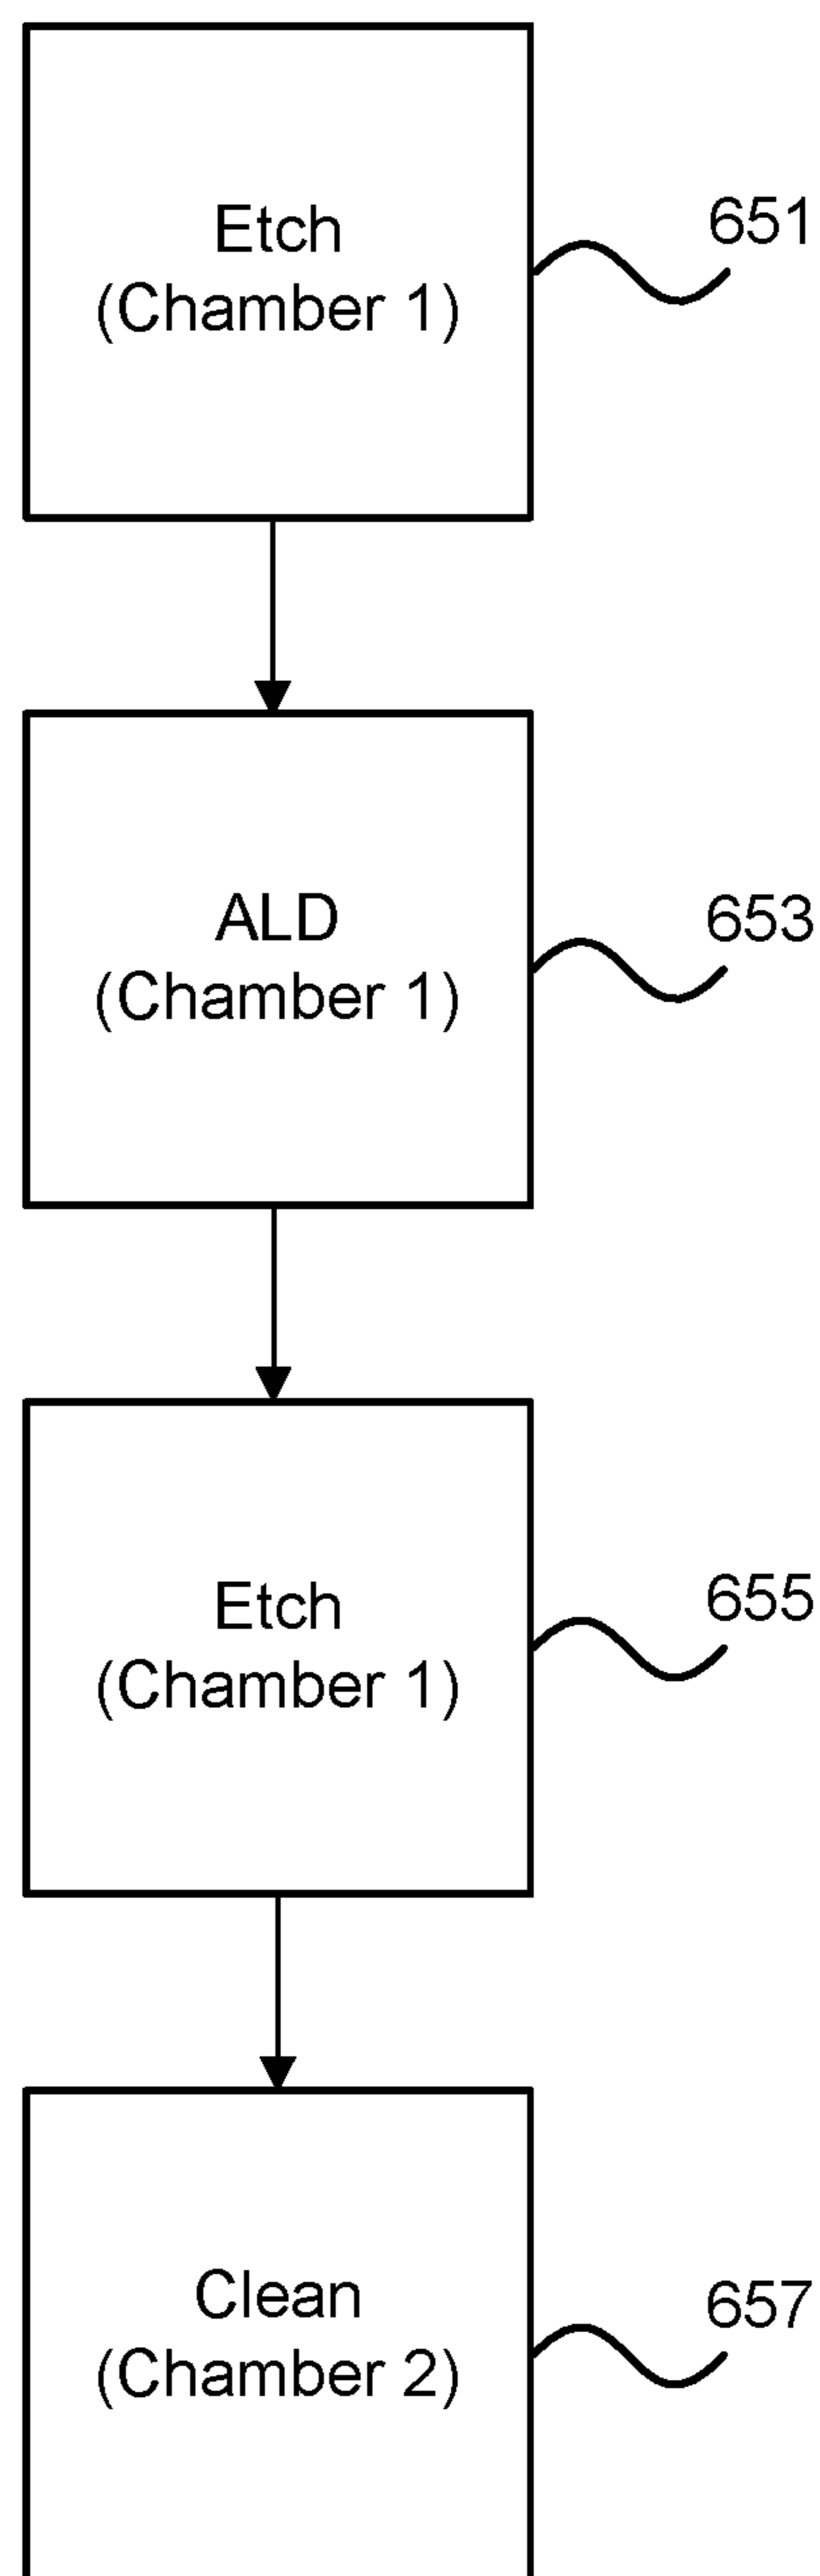 Etch
(Chamber 1)
651
ALD
(Chamber 1)
653
Etch
(Chamber 1)
655
Clean
(Chamber 2)
657